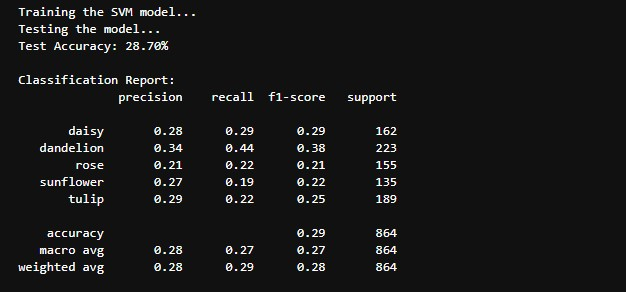 Training the SVM model...
Testing the model...
Test Accuracy: 28.70%
Classification Report:
precision recall f1-score support
daisy 0.28 0.29 0.29 162
dandelion 0.34 0.44 0.38 223
rose 0.21 0.22 0.21 155
sunflower 0.27 0.19 0.22 135
tulip 0.29 0.22 0.25 189
accuracy 0.29 864
macro avg 0.28 0.27 0.27 864
weighted avg 0.28 0.29 0.28 864